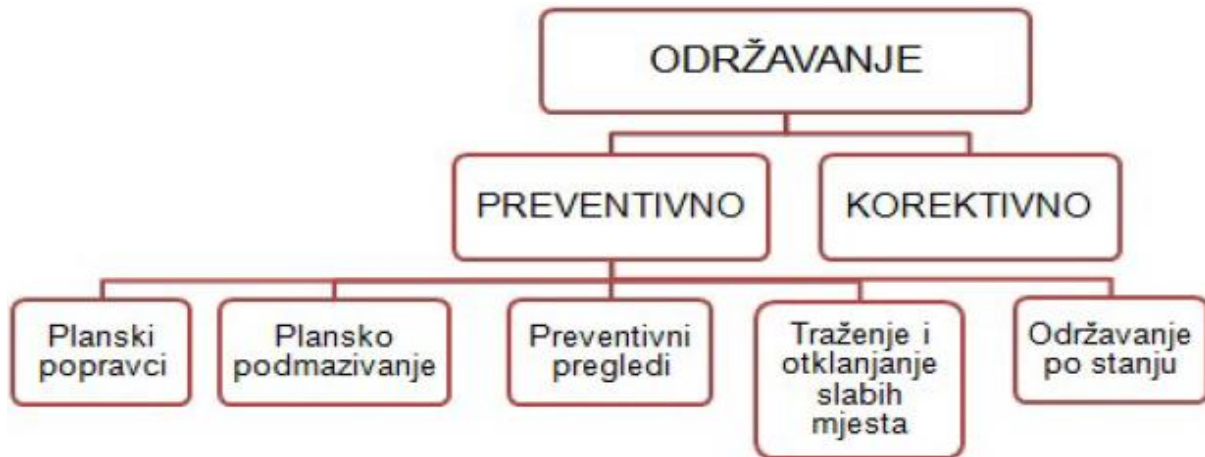 ODRŽAVANJE
PREVENTIVNO
KOREKTIVNO
Planski
popravci
Plansko
podmazivanje
Preventivni
pregledi
Traženje i
otklanjanje
slabih
mjesta
Održavanje
po stanju